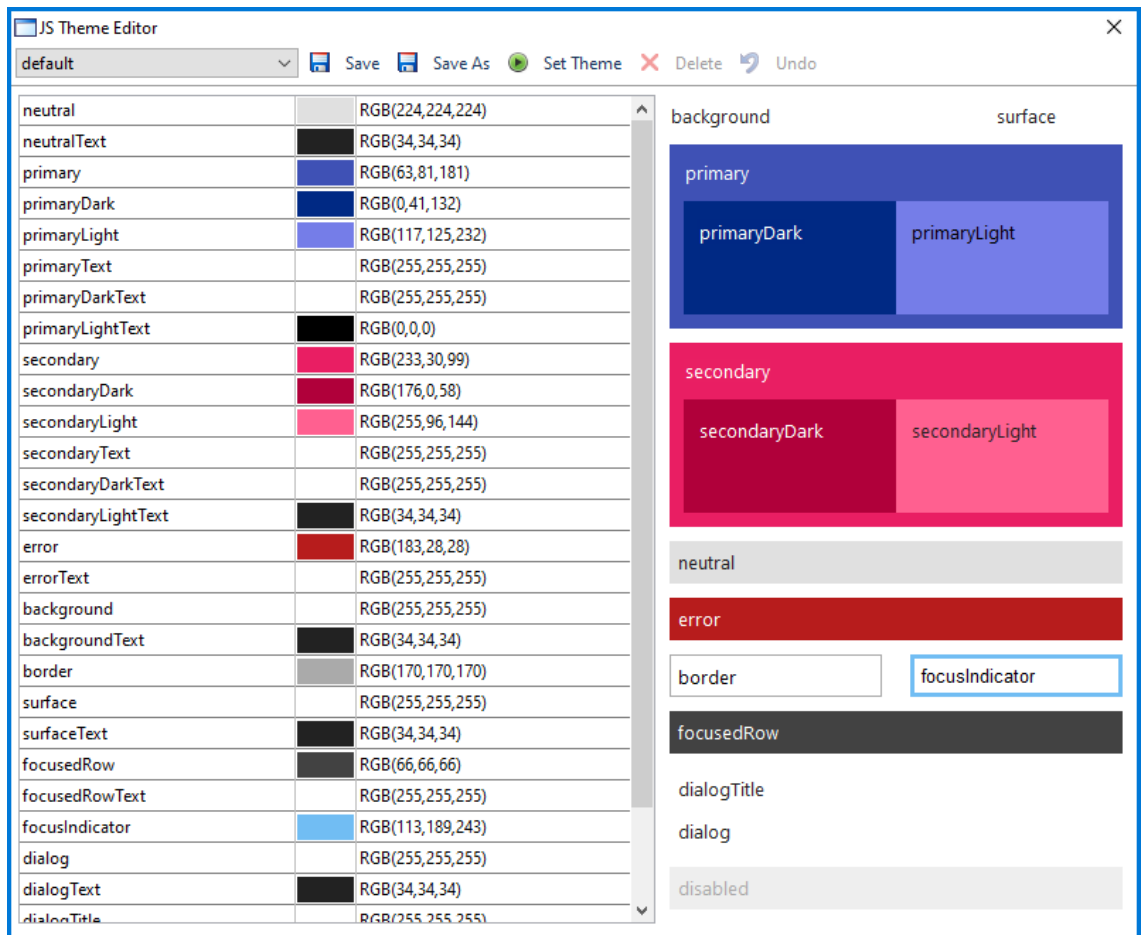 JS Theme Editor
default Save Save As Set Theme Delete Undo
neutral RGB(224,224,224)
neutralText RGB(34,34,34)
primary RGB(63,81,181)
primaryDark RGB(0,41,132)
primaryLight RGB(117,125,232)
primaryText RGB(255,255,255)
primaryDarkText RGB(255,255,255)
primaryLightText RGB(0,0,0)
secondary RGB(233,30,99)
secondaryDark RGB(176,0,58)
secondaryLight RGB(255,96,144)
secondaryText RGB(255,255,255)
secondaryDarkText RGB(255,255,255)
secondaryLightText RGB(34,34,34)
error RGB(183,28,28)
errorText RGB(255,255,255)
background RGB(255,255,255)
backgroundText RGB(34,34,34)
border RGB(170,170,170)
surface RGB(255,255,255)
surfaceText RGB(34,34,34)
focusedRow RGB(66,66,66)
focusedRowText RGB(255,255,255)
focusIndicator RGB(113,189,243)
dialog RGB(255,255,255)
dialogText RGB(34,34,34)
dialogTitle RGB(255,255,255)
background surface
primary
primaryDark primaryLight
secondary
secondaryDark secondaryLight
neutral
error
border focusIndicator
focusedRow
dialogTitle
dialog
disabled